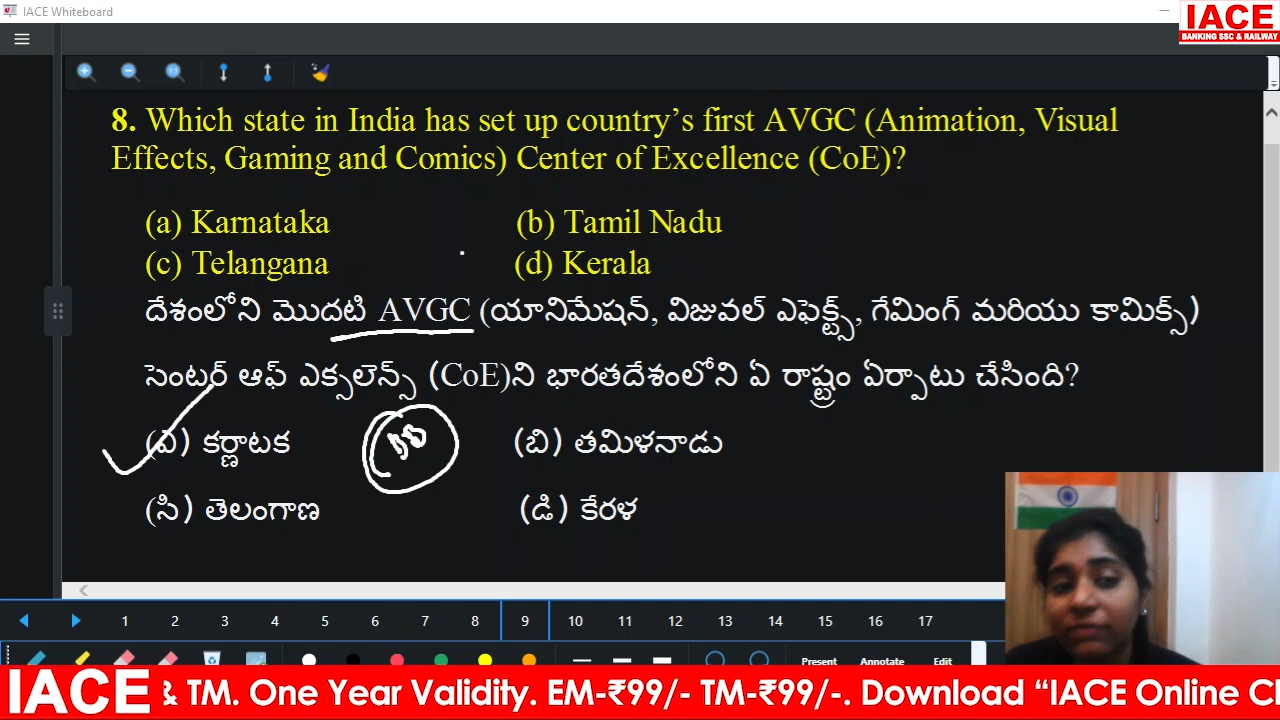 IACE Whiteboard
IACE
BANKING SSC & RAILWAY
8. Which state in India has set up country's first AVGC (Animation, Visual
Effects, Gaming and Comics) Center of Excellence (CoE)?
(a) Karnataka (b) Tamil Nadu
(c) Telangana (d) Kerala
దేశంలోని మొదటి AVGC (యానిమేషన్, విజువల్ ఎఫెక్ట్స్, గేమింగ్ మరియు కామిక్స్)
సెంటర్ ఆఫ్ ఎక్సలెన్స్ (CoE)ని భారతదేశంలోని ఏ రాష్ట్రం ఏర్పాటు చేసింది?
(ఎ) కర్ణాటక (బి) తమిళనాడు
(సి) తెలంగాణ (డి) కేరళ
1 2 3 4 5 6 7 8 9 10 11 12 13 14 15 16 17
Present Annotate Edit
IACE & TM. One Year Validity. EM-₹99/- TM-₹99/-. Download “IACE Online Cl